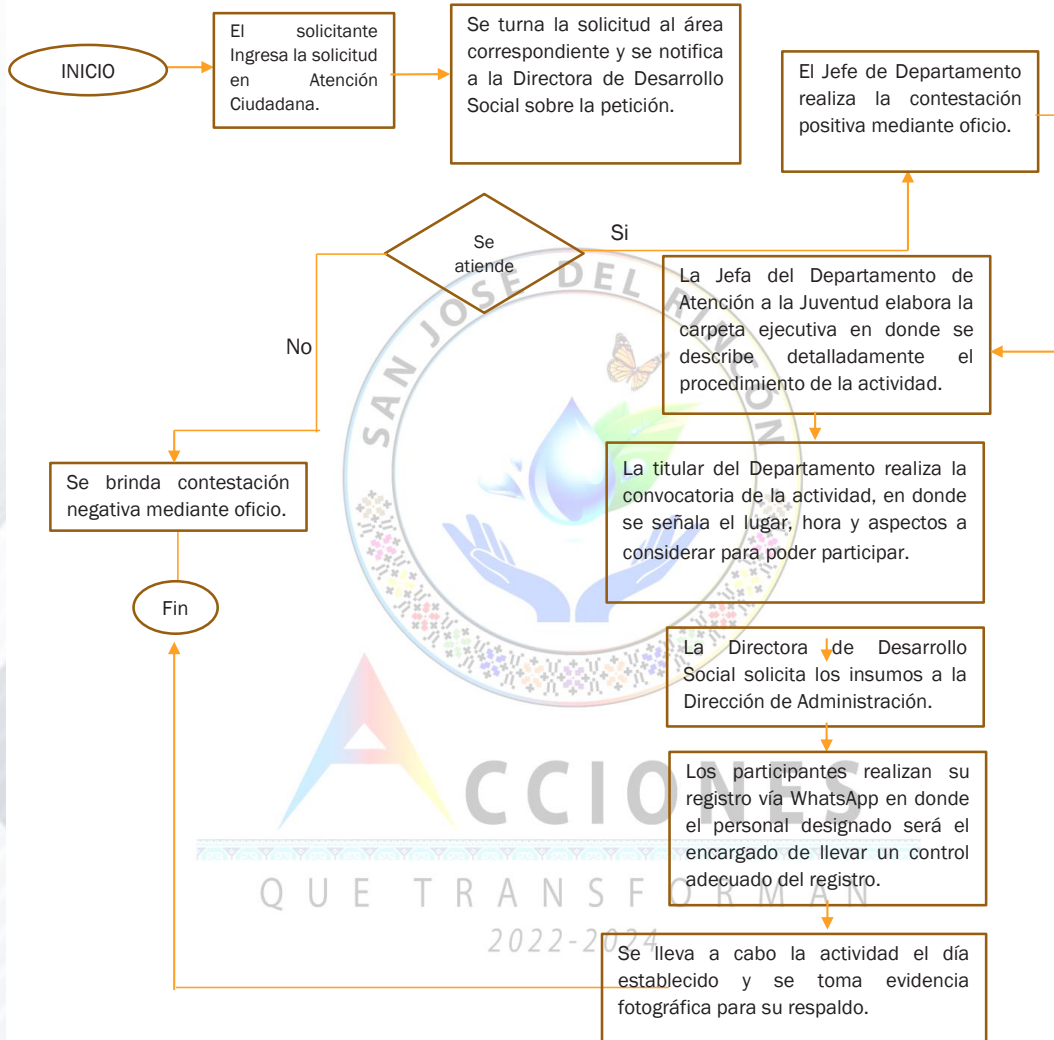 INICIO
El solicitante
Ingresa la solicitud
en Atención
Ciudadana.
Se turna la solicitud al área
correspondiente y se notifica
a la Directora de Desarrollo
Social sobre la petición.
El Jefe de Departamento
realiza la contestación
positiva mediante oficio.
Se
atiende
Si
No
La Jefa del Departamento de
Atención a la Juventud elabora la
carpeta ejecutiva en donde se
describe detalladamente el
procedimiento de la actividad.
La titular del Departamento realiza la
convocatoria de la actividad, en donde
se señala el lugar, hora y aspectos a
considerar para poder participar.
Se brinda contestación
negativa mediante oficio.
Fin
La Directora de Desarrollo
Social solicita los insumos a la
Dirección de Administración.
Los participantes realizan su
registro vía WhatsApp en donde
el personal designado será el
encargado de llevar un control
adecuado del registro.
Se lleva a cabo la actividad el día
establecido y se toma evidencia
fotográfica para su respaldo.
SAN JOSÉ DEL RINCÓN
ACCIONES
QUE TRANSFORMAN
2022-2024